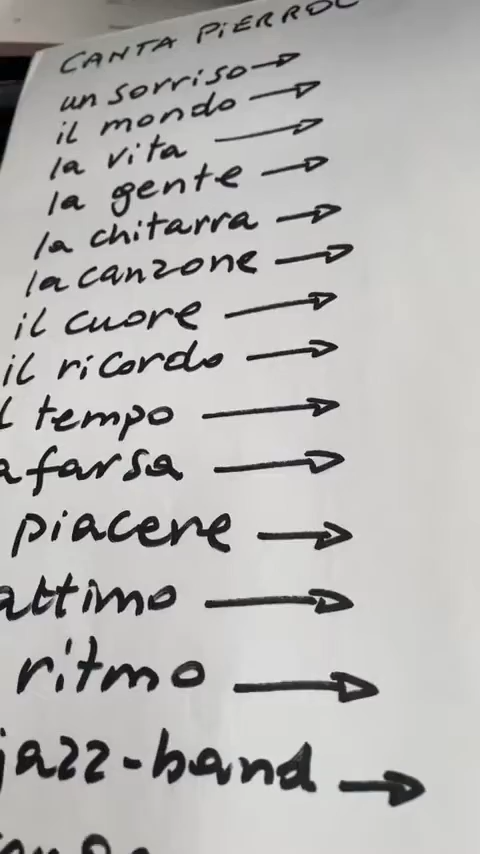 CANTA PIERROT
un sorriso →
il mondo →
la vita →
la gente →
la chitarra →
la canzone →
il cuore →
il ricordo →
l tempo →
a farsa →
piacere →
attimo →
ritmo →
jazz-band →